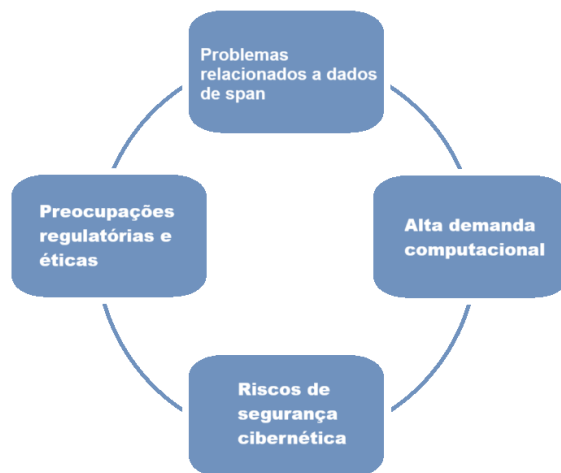 Problemas
relacionados a dados
de span
Preocupações
regulatórias e
éticas
Alta demanda
computacional
Riscos de
segurança
cibernética